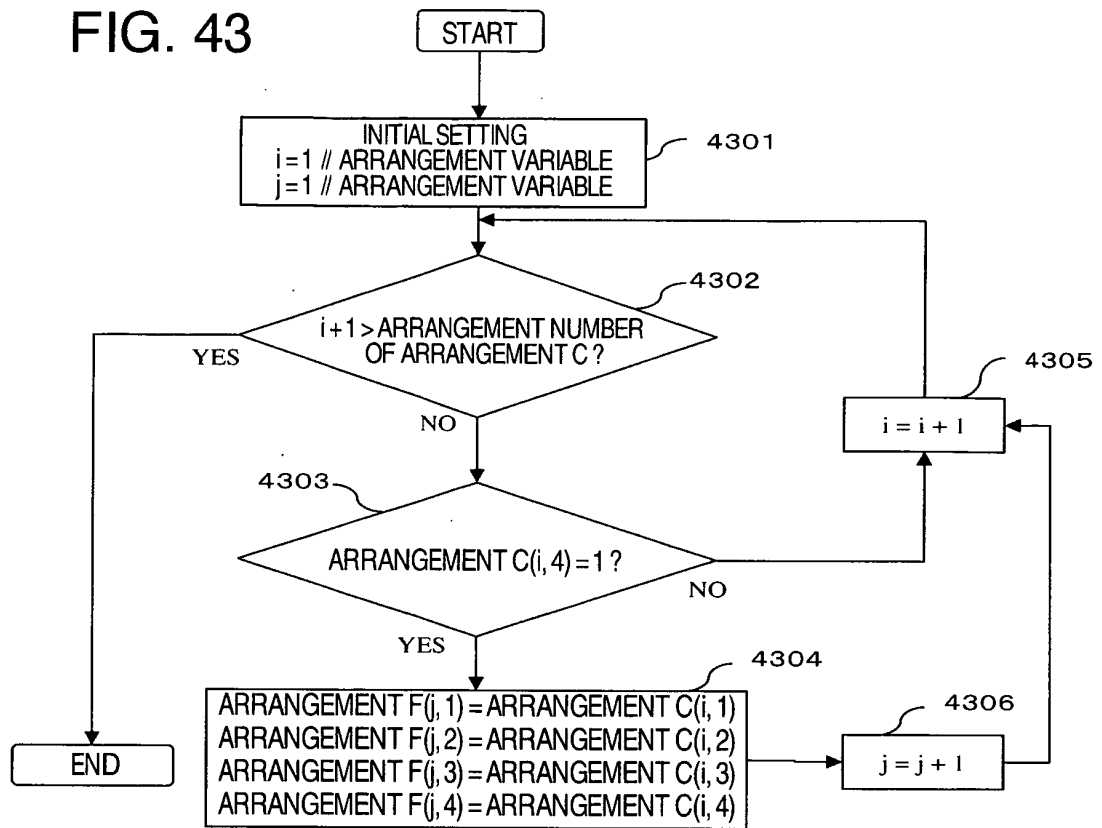 FIG. 43
START
INITIAL SETTING
i=1 // ARRANGEMENT VARIABLE
j=1 // ARRANGEMENT VARIABLE
4301
i+1>ARRANGEMENT NUMBER
OF ARRANGEMENT C?
4302
YES
NO
4305
i = i + 1
4303
ARRANGEMENT C(i, 4)=1?
NO
YES
4304
ARRANGEMENT F(j, 1)=ARRANGEMENT C(i, 1)
ARRANGEMENT F(j, 2)=ARRANGEMENT C(i, 2)
ARRANGEMENT F(j, 3)=ARRANGEMENT C(i, 3)
ARRANGEMENT F(j, 4)=ARRANGEMENT C(i, 4)
4306
j = j + 1
END